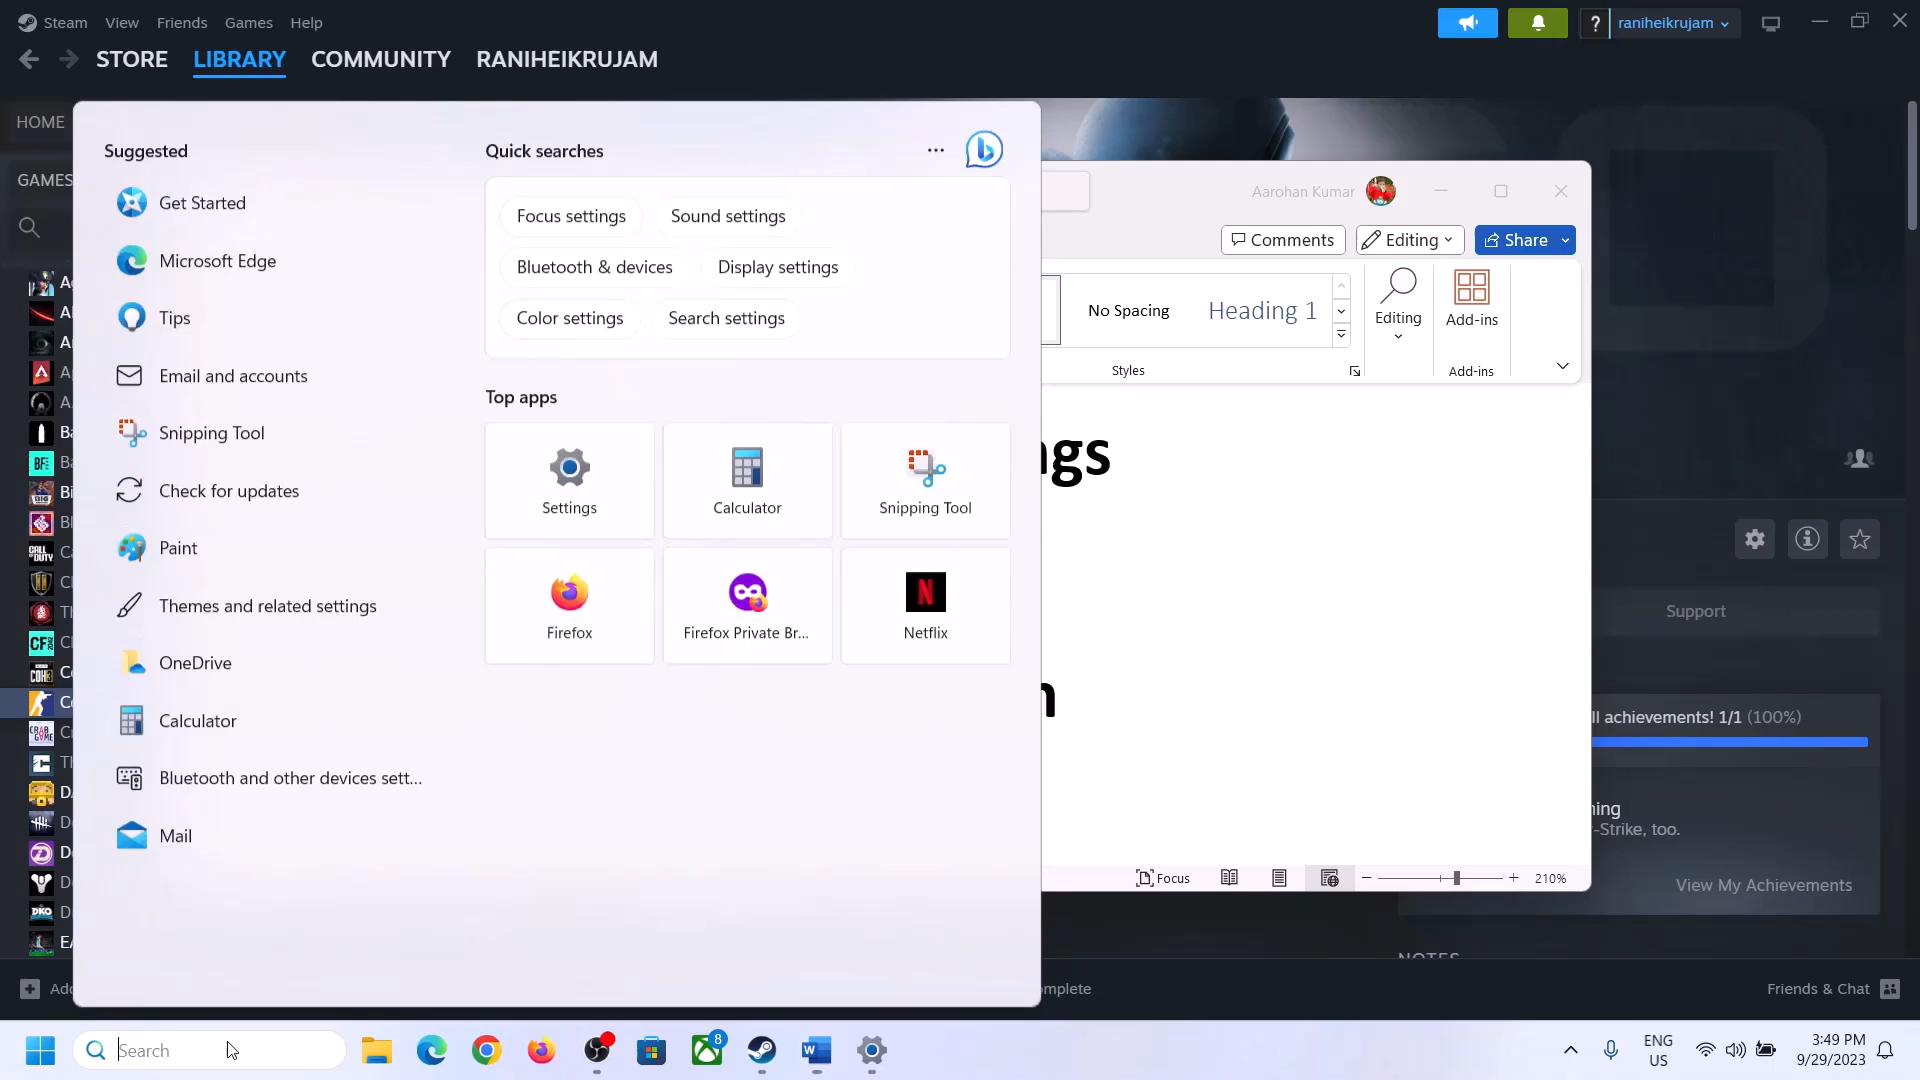 Steam View Friends Games Help
raniheikrujam
STORE LIBRARY COMMUNITY RANIHEIKRUJAM
HOME
GAMES
Suggested
Get Started
Microsoft Edge
Tips
Email and accounts
Snipping Tool
Check for updates
Paint
Themes and related settings
OneDrive
Calculator
Bluetooth and other devices sett...
Mail
Quick searches
Focus settings Sound settings
Bluetooth & devices Display settings
Color settings Search settings
Top apps
Settings Calculator Snipping Tool
Firefox Firefox Private Br... Netflix
Aarohan Kumar
Comments Editing Share
No Spacing Heading 1
Editing
Add-ins
Styles
Add-ins
ngs
n
Focus
210%
Support
ll achievements! 1/1 (100%)
-Strike, too.
View My Achievements
Friends & Chat
Search
8
ENG
US
3:49 PM
9/29/2023